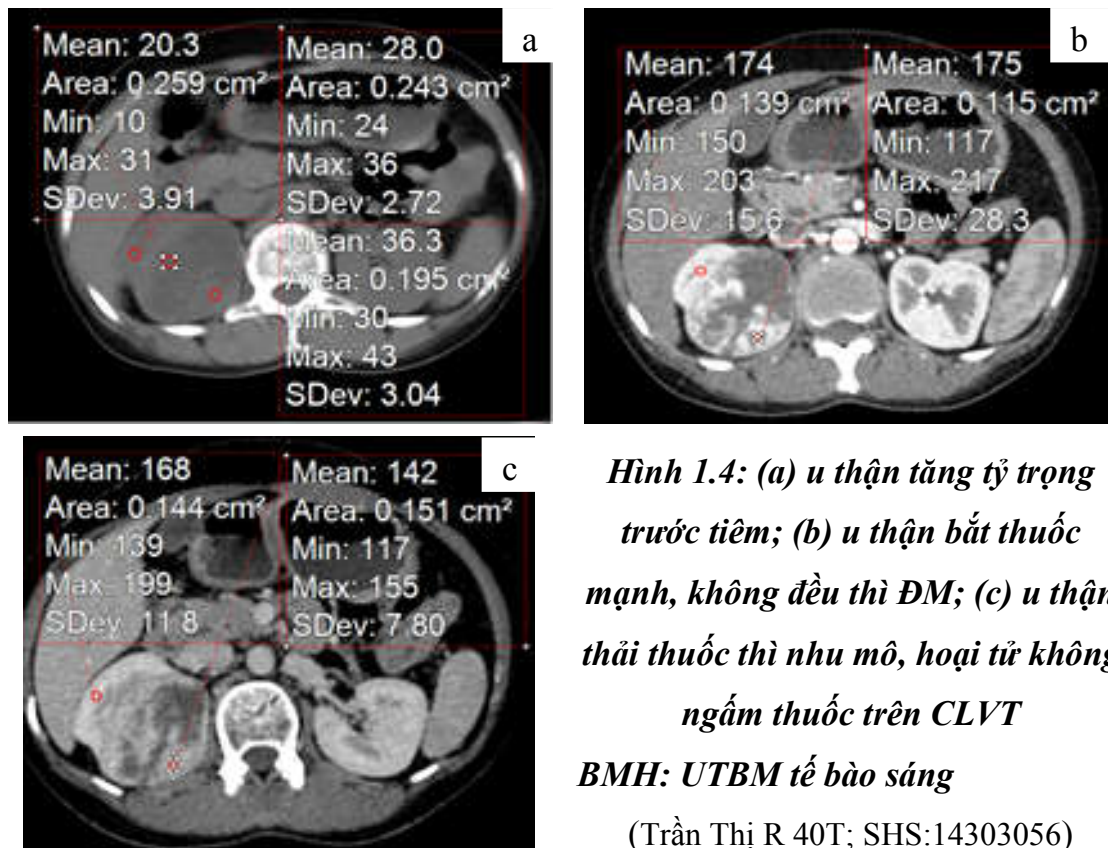 a
Mean: 20.3
Area: 0.259 cm²
Min: 10
Max: 31
SDev: 3.91
Mean: 28.0
Area: 0.243 cm²
Min: 24
Max: 36
SDev: 2.72
Mean: 36.3
Area: 0.195 cm²
Min: 30
Max: 43
SDev: 3.04
b
Mean: 174
Area: 0.139 cm²
Min: 150
Max: 203
SDev: 15.6
Mean: 175
Area: 0.115 cm²
Min: 117
Max: 217
SDev: 28.3
c
Mean: 168
Area: 0.144 cm²
Min: 139
Max: 199
SDev: 11.8
Mean: 142
Area: 0.151 cm²
Min: 117
Max: 155
SDev: 7.80
Hình 1.4: (a) u thận tăng tỷ trọng
trước tiêm; (b) u thận bắt thuốc
mạnh, không đều thì ĐM; (c) u thận
thải thuốc thì nhu mô, hoại tử không
ngấm thuốc trên CLVT
BMH: UTBM tế bào sáng
(Trần Thị R 40T; SHS:14303056)